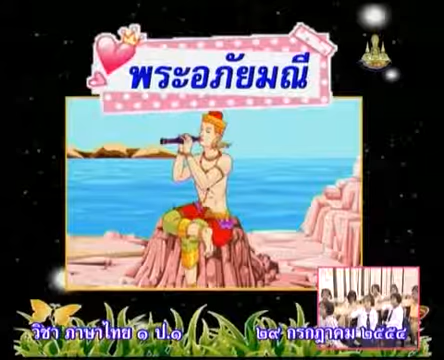 พระอภัยมณี
วิชา ภาษาไทย ๑ ป.๑
๒๙ กรกฎาคม ๒๕๕๔